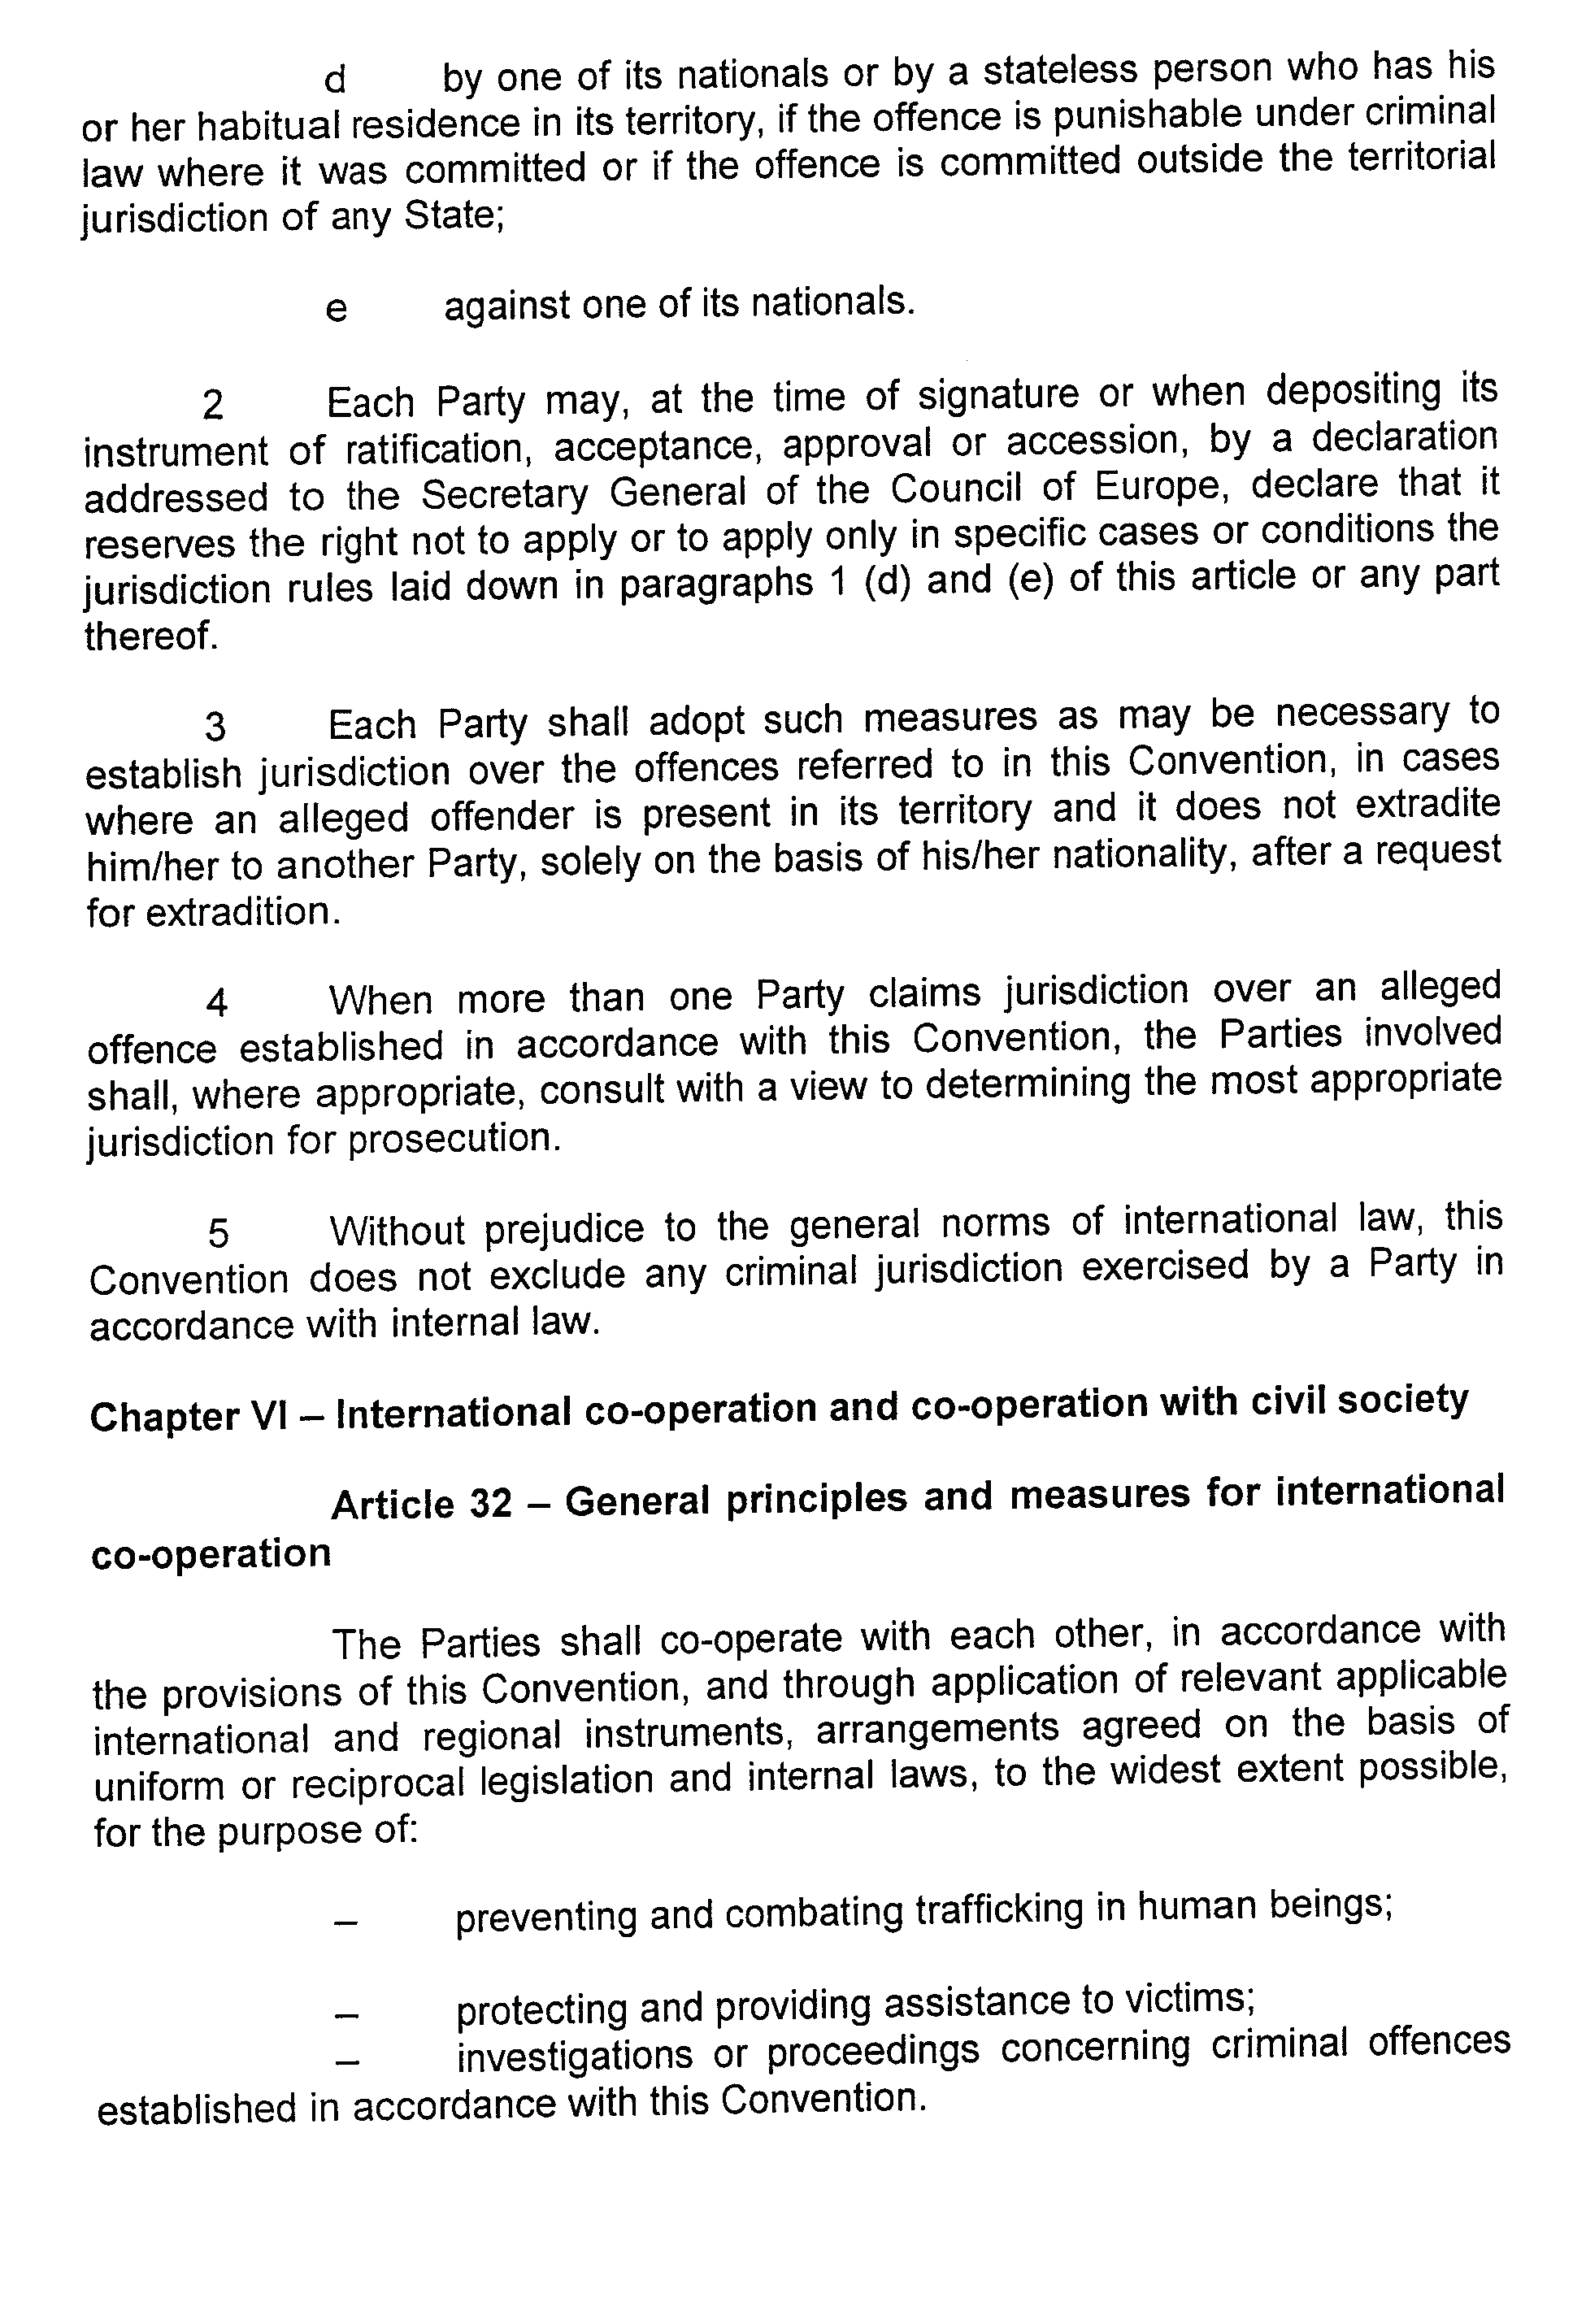 d by one of its nationals or by a stateless person who has his
or her habitual residence in its territory, if the offence is punishable under criminal
law where it was committed or if the offence is committed outside the territorial
jurisdiction of any State;
e against one of its nationals.
2 Each Party may, at the time of signature or when depositing its
instrument of ratification, acceptance, approval or accession, by a declaration
addressed to the Secretary General of the Council of Europe, declare that it
reserves the right not to apply or to apply only in specific cases or conditions the
jurisdiction rules laid down in paragraphs 1 (d) and (e) of this article or any part
thereof.
3 Each Party shall adopt such measures as may be necessary to
establish jurisdiction over the offences referred to in this Convention, in cases
where an alleged offender is present in its territory and it does not extradite
him/her to another Party, solely on the basis of his/her nationality, after a request
for extradition.
4 When more than one Party claims jurisdiction over an alleged
offence established in accordance with this Convention, the Parties involved
shall, where appropriate, consult with a view to determining the most appropriate
jurisdiction for prosecution.
5 Without prejudice to the general norms of international law, this
Convention does not exclude any criminal jurisdiction exercised by a Party in
accordance with internal law.
Chapter VI – International co-operation and co-operation with civil society
Article 32 – General principles and measures for international
co-operation
The Parties shall co-operate with each other, in accordance with
the provisions of this Convention, and through application of relevant applicable
international and regional instruments, arrangements agreed on the basis of
uniform or reciprocal legislation and internal laws, to the widest extent possible,
for the purpose of:
– preventing and combating trafficking in human beings;
– protecting and providing assistance to victims;
– investigations or proceedings concerning criminal offences
established in accordance with this Convention.